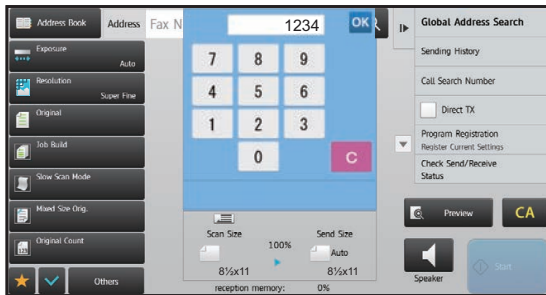 Address Book
Address
Fax N
1234
OK
Global Address Search
Exposure
Auto
Sending History
7 8 9
Resolution
Super Fine
Call Search Number
4 5 6
Original
Direct TX
1 2 3
Job Build
Program Registration
Register Current Settings
0 C
Slow Scan Mode
Check Send/Receive
Status
Mixed Size Orig.
Preview
CA
Scan Size
100%
Send Size
Auto
Original Count
8½x11
8½x11
Speaker
Start
Others
reception memory: 0%